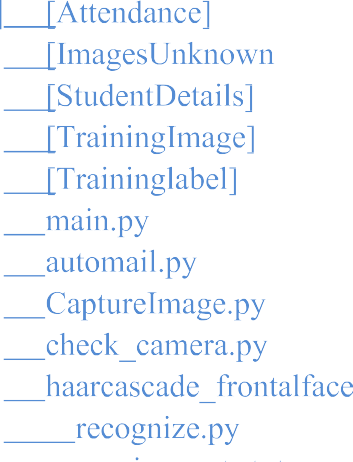 |___[Attendance]
___[ImagesUnknown
___[StudentDetails]
___[TrainingImage]
___[Traininglabel]
___main.py
___automail.py
___CaptureImage.py
___check_camera.py
___haarcascade_frontalface
_____recognize.py